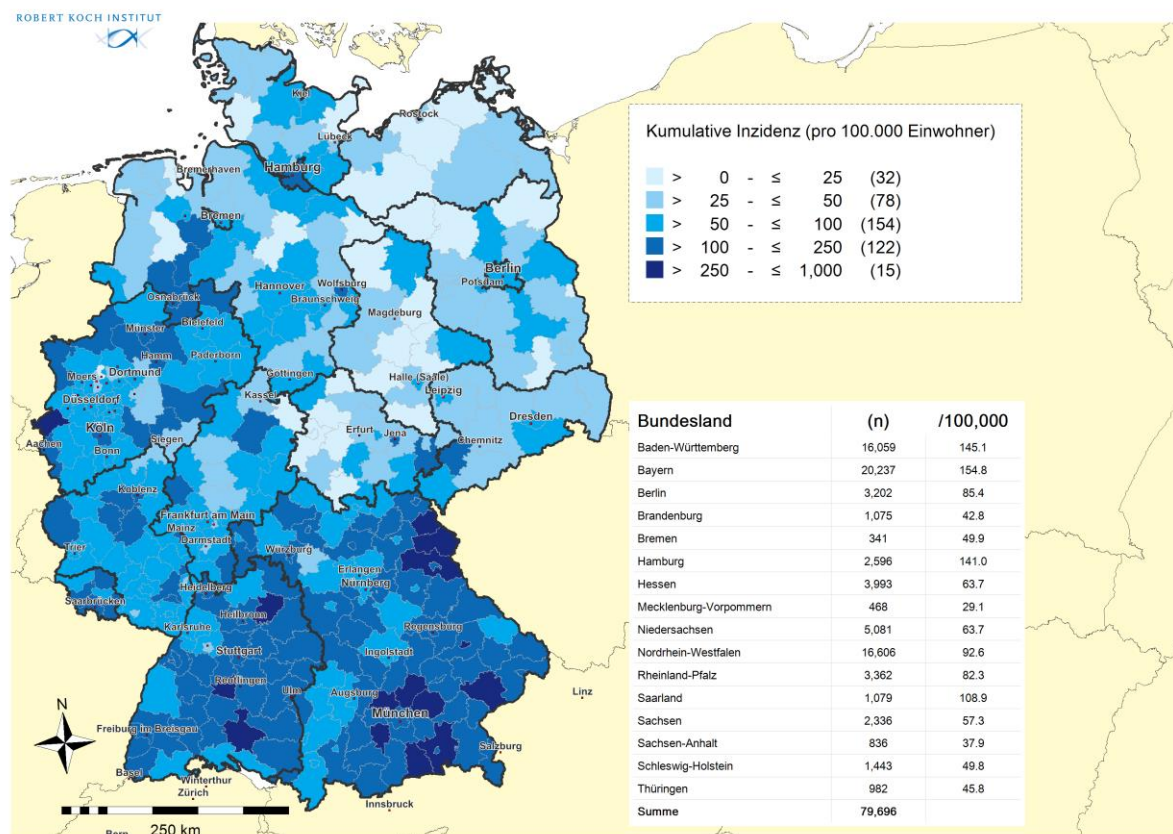 ROBERT KOCH INSTITUT
Kiel
Rostock
Lübeck
Hamburg
Bremerhaven
Bremen
Berlin
Potsdam
Hannover
Wolfsburg
Braunschweig
Magdeburg
Osnabrück
Münster
Bielefeld
Hamm
Paderborn
Göttingen
Halle (Saale)
Leipzig
Moers
Dortmund
Kassel
Düsseldorf
Dresden
Köln
Siegen
Erfurt
Jena
Chemnitz
Aachen
Bonn
Koblenz
Frankfurt am Main
Mainz
Darmstadt
Trier
Würzburg
Erlangen
Nürnberg
Heidelberg
Saarbrücken
Heilbronn
Karlsruhe
Regensburg
Stuttgart
Ingolstadt
Reutlingen
Ulm
Augsburg
München
Linz
Freiburg im Breisgau
Salzburg
Basel
Winterthur
Zürich
Innsbruck
Bern
N
250 km
Kumulative Inzidenz (pro 100.000 Einwohner)
> 0 - ≤ 25 (32)
> 25 - ≤ 50 (78)
> 50 - ≤ 100 (154)
> 100 - ≤ 250 (122)
> 250 - ≤ 1,000 (15)
Bundesland (n) /100,000
Baden-Württemberg 16,059 145.1
Bayern 20,237 154.8
Berlin 3,202 85.4
Brandenburg 1,075 42.8
Bremen 341 49.9
Hamburg 2,596 141.0
Hessen 3,993 63.7
Mecklenburg-Vorpommern 468 29.1
Niedersachsen 5,081 63.7
Nordrhein-Westfalen 16,606 92.6
Rheinland-Pfalz 3,362 82.3
Saarland 1,079 108.9
Sachsen 2,336 57.3
Sachsen-Anhalt 836 37.9
Schleswig-Holstein 1,443 49.8
Thüringen 982 45.8
Summe 79,696